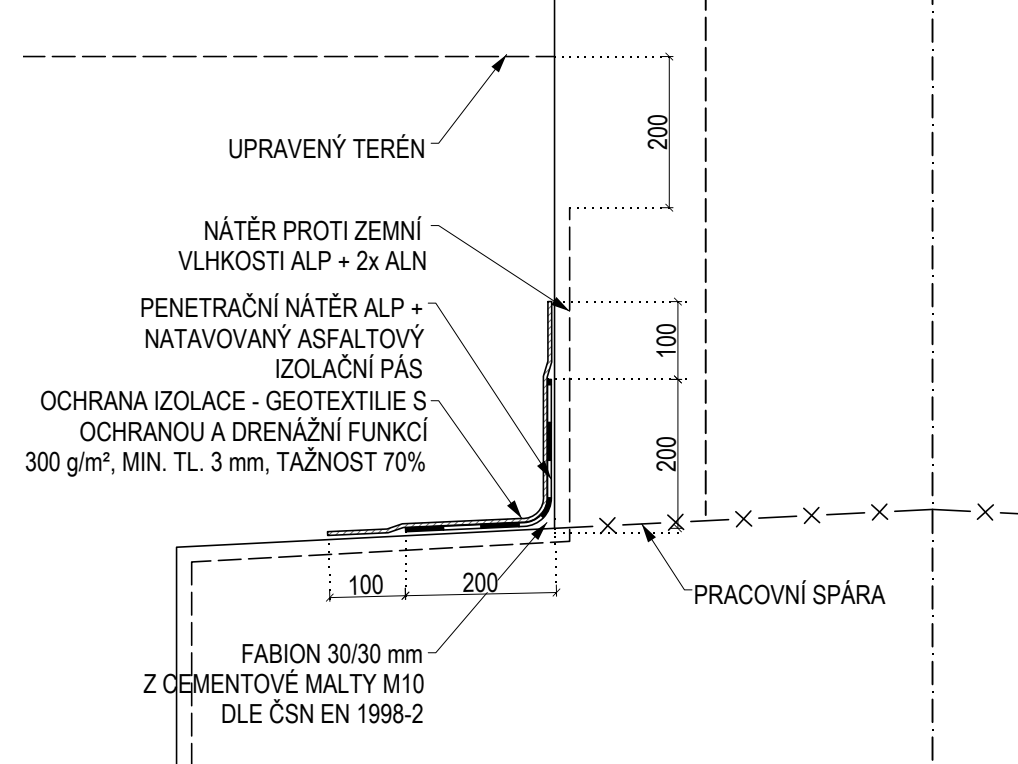 200
UPRAVENÝ TERÉN
NÁTĚR PROTI ZEMNÍ
VLHKOSTI ALP + 2x ALN
PENETRAČNÍ NÁTĚR ALP +
NATAVOVANÝ ASFALTOVÝ
IZOLAČNÍ PÁS
100
OCHRANA IZOLACE - GEOTEXTILIE S
OCHRANOU A DRENÁŽNÍ FUNKCÍ
300 g/m², MIN. TL. 3 mm, TAŽNOST 70%
200
100
200
PRACOVNÍ SPÁRA
FABION 30/30 mm
Z CEMENTOVÉ MALTY M10
DLE ČSN EN 1998-2